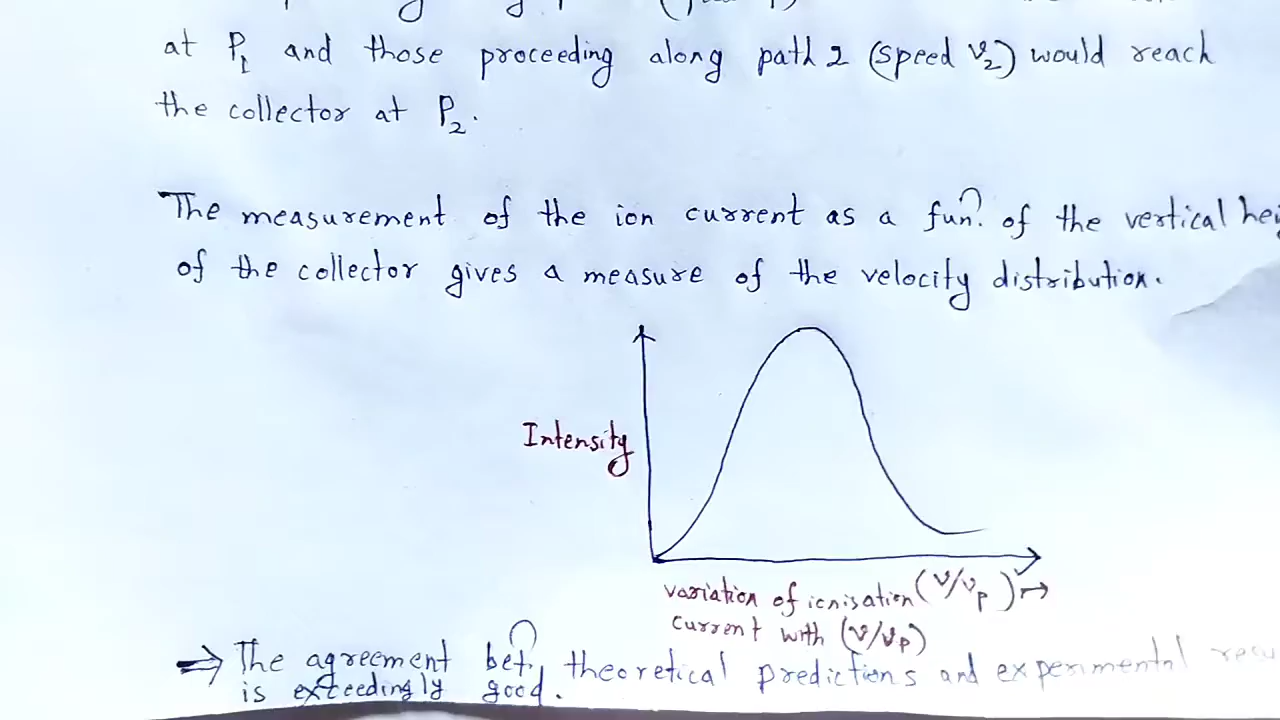 at P₁ and those proceeding along path 2 (speed v₂) would reach
the collector at P₂.
The measurement of the ion current as a fun. of the vertical hei
of the collector gives a measure of the velocity distribution.
Intensity
(v/vₚ) →
variation of ionisation
current with (v/vₚ)
⇒ The agreement bet. theoretical predictions and experimental resu
is exceedingly good.